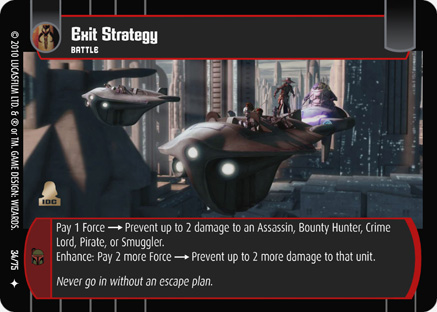 Exit Strategy
BATTLE
© 2010 LUCASFILM LTD. & ® or TM. GAME DESIGN: WIZARDS.
34/75
IDC
Pay 1 Force → Prevent up to 2 damage to an Assassin, Bounty Hunter, Crime
Lord, Pirate, or Smuggler.
Enhance: Pay 2 more Force → Prevent up to 2 more damage to that unit.
Never go in without an escape plan.